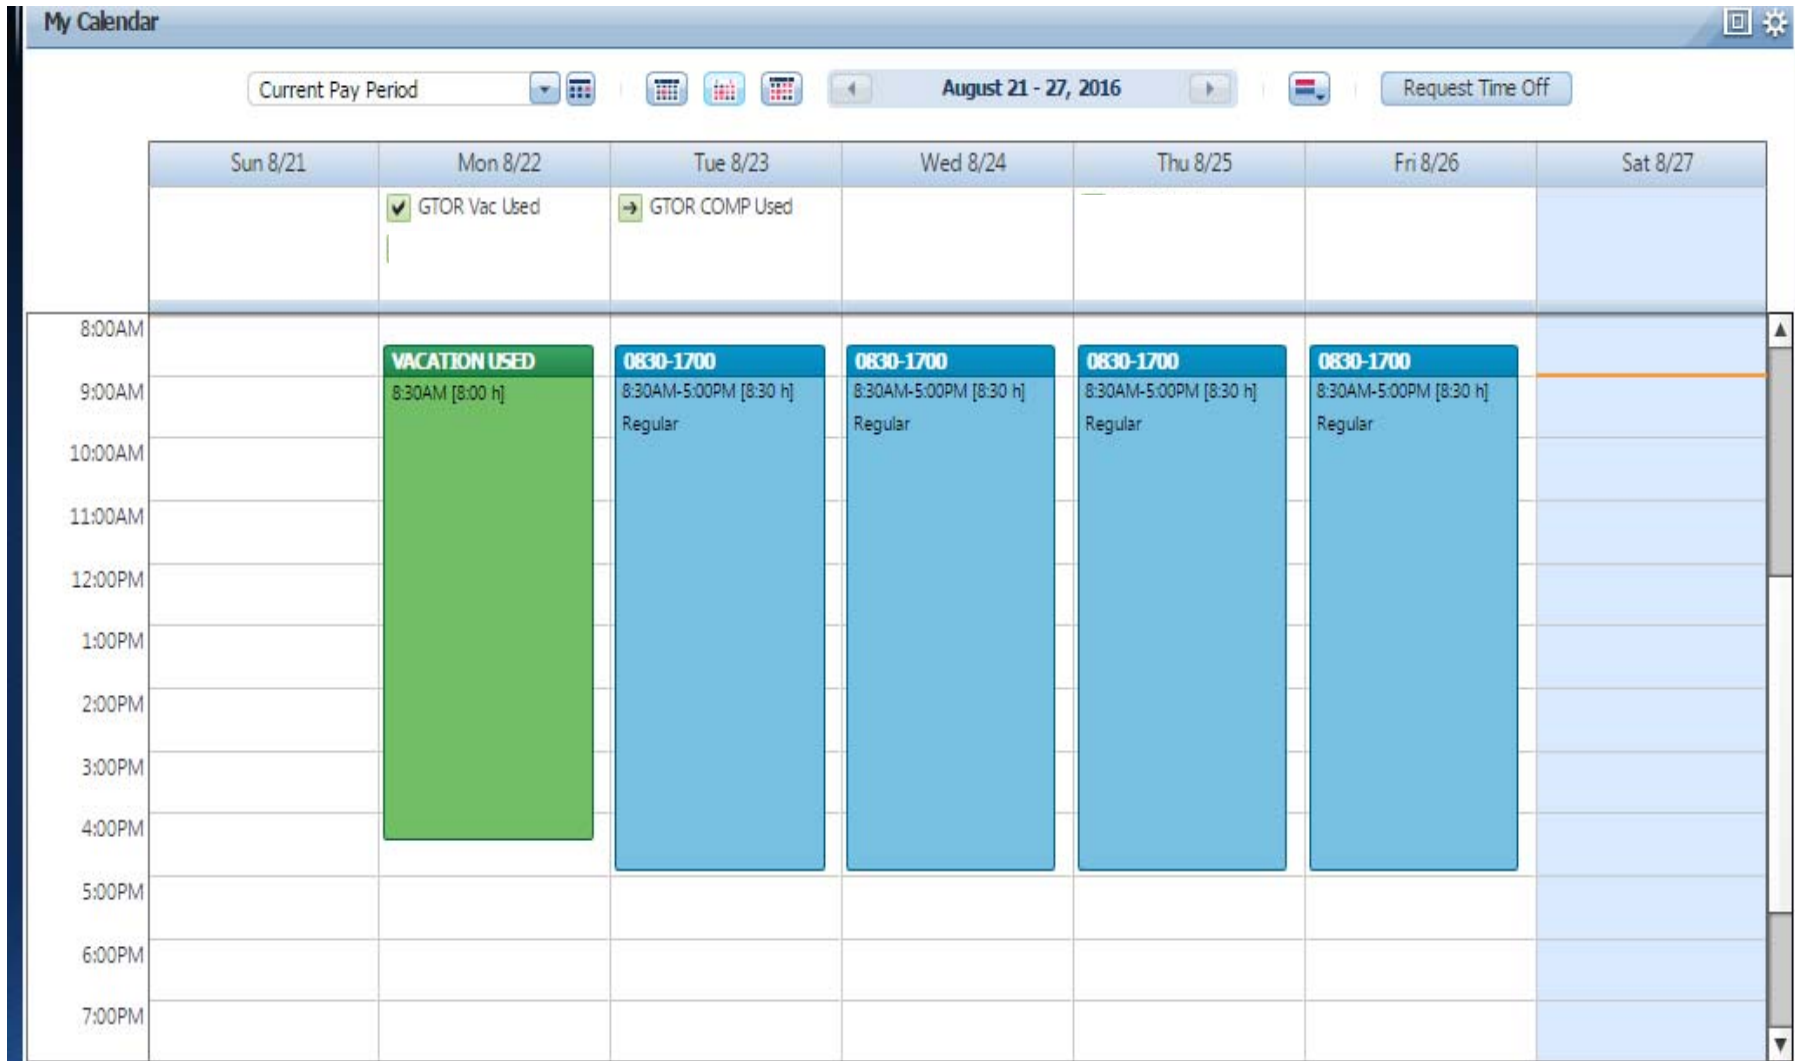 My Calendar
Current Pay Period
August 21 - 27, 2016
Request Time Off
Sun 8/21
Mon 8/22
Tue 8/23
Wed 8/24
Thu 8/25
Fri 8/26
Sat 8/27
GTOR Vac Used
GTOR COMP Used
8:00AM
9:00AM
10:00AM
11:00AM
12:00PM
1:00PM
2:00PM
3:00PM
4:00PM
5:00PM
6:00PM
7:00PM
VACATION USED
8:30AM [8:00 h]
0830-1700
8:30AM-5:00PM [8:30 h]
Regular
0830-1700
8:30AM-5:00PM [8:30 h]
Regular
0830-1700
8:30AM-5:00PM [8:30 h]
Regular
0830-1700
8:30AM-5:00PM [8:30 h]
Regular